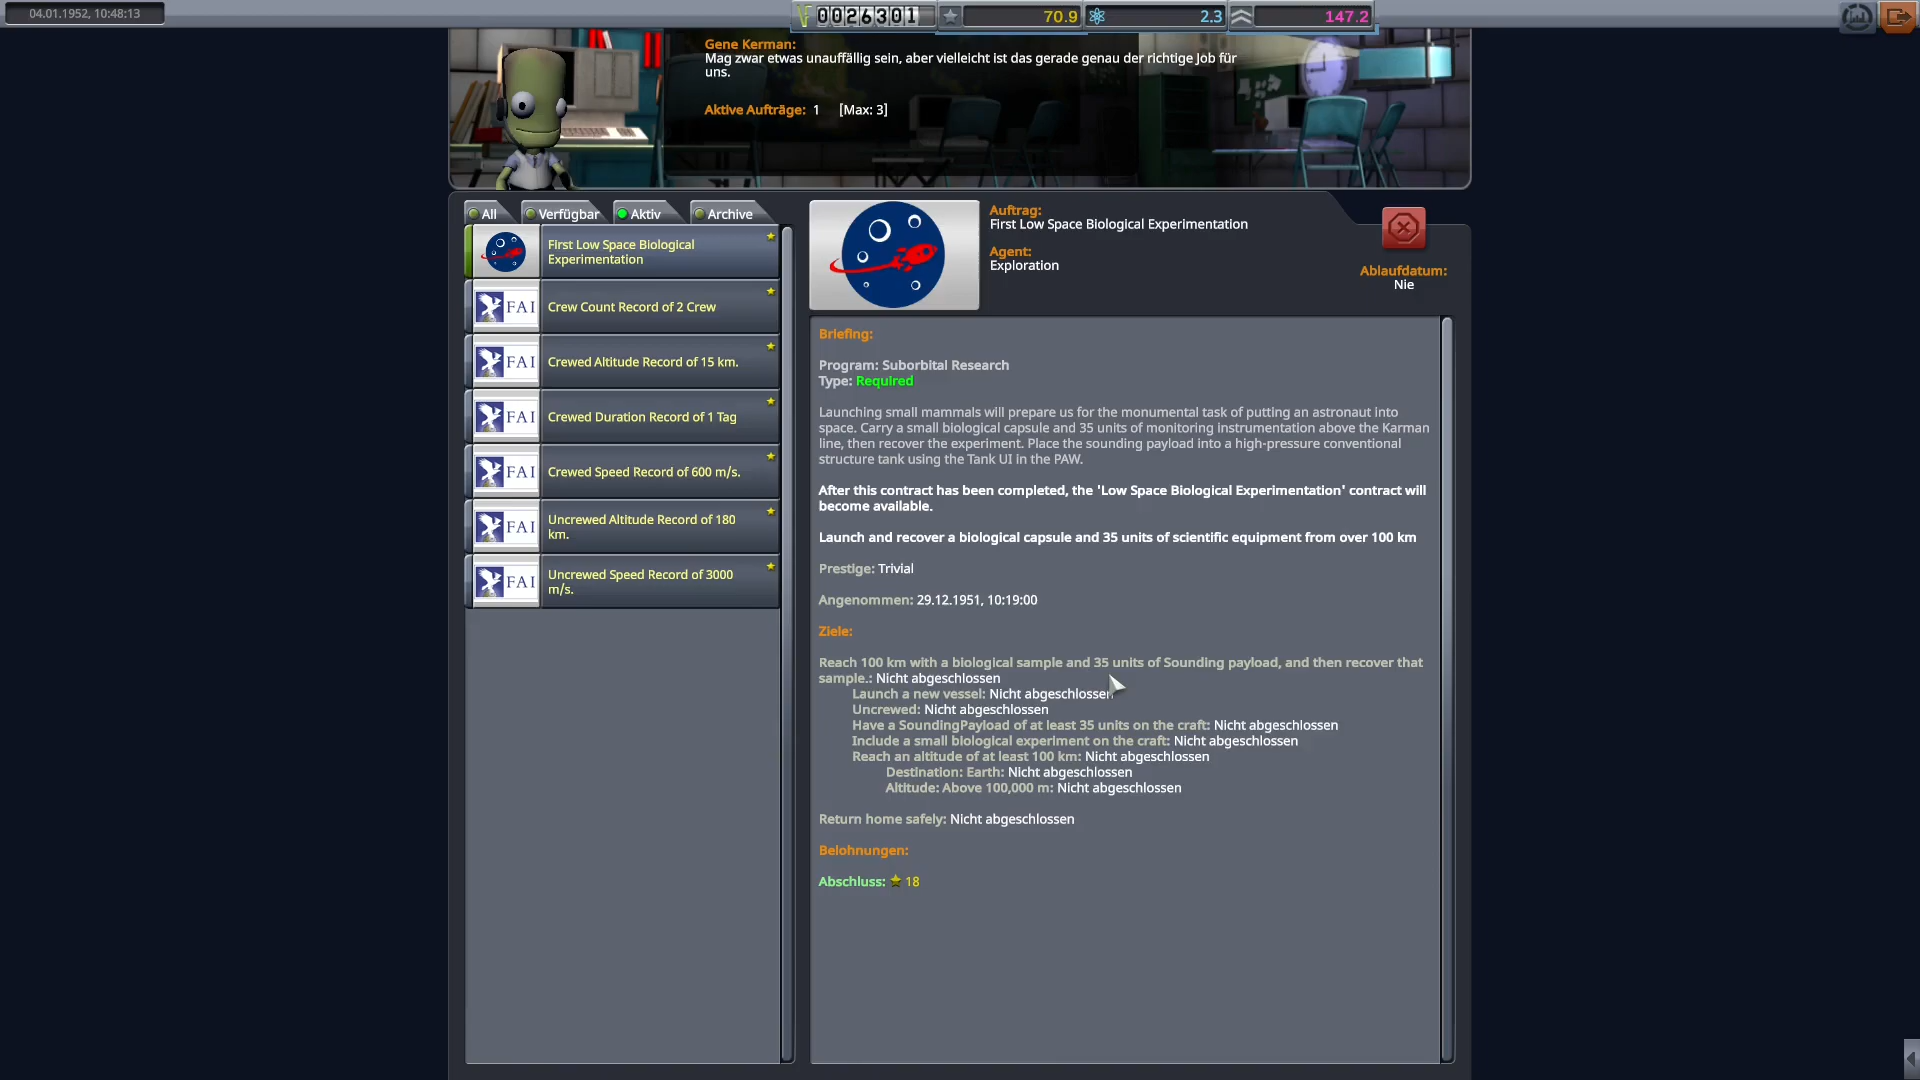 04.01.1952, 10:48:13
0026301
70.9
2.3
147.2
Gene Kerman:
Mag zwar etwas unauffällig sein, aber vielleicht ist das gerade genau der richtige Job für
uns.
Aktive Aufträge: 1 [Max: 3]
All
Verfügbar
Aktiv
Archive
First Low Space Biological
Experimentation
FAI
Crew Count Record of 2 Crew
FAI
Crewed Altitude Record of 15 km.
FAI
Crewed Duration Record of 1 Tag
FAI
Crewed Speed Record of 600 m/s.
FAI
Uncrewed Altitude Record of 180
km.
FAI
Uncrewed Speed Record of 3000
m/s.
Auftrag:
First Low Space Biological Experimentation
Agent:
Exploration
Ablaufdatum:
Nie
Briefing:
Program: Suborbital Research
Type: Required
Launching small mammals will prepare us for the monumental task of putting an astronaut into
space. Carry a small biological capsule and 35 units of monitoring instrumentation above the Karman
line, then recover the experiment. Place the sounding payload into a high-pressure conventional
structure tank using the Tank UI in the PAW.
After this contract has been completed, the 'Low Space Biological Experimentation' contract will
become available.
Launch and recover a biological capsule and 35 units of scientific equipment from over 100 km
Prestige: Trivial
Angenommen: 29.12.1951, 10:19:00
Ziele:
Reach 100 km with a biological sample and 35 units of Sounding payload, and then recover that
sample.: Nicht abgeschlossen
Launch a new vessel: Nicht abgeschlossen
Uncrewed: Nicht abgeschlossen
Have a SoundingPayload of at least 35 units on the craft: Nicht abgeschlossen
Include a small biological experiment on the craft: Nicht abgeschlossen
Reach an altitude of at least 100 km: Nicht abgeschlossen
Destination: Earth: Nicht abgeschlossen
Altitude: Above 100,000 m: Nicht abgeschlossen
Return home safely: Nicht abgeschlossen
Belohnungen:
Abschluss: 18